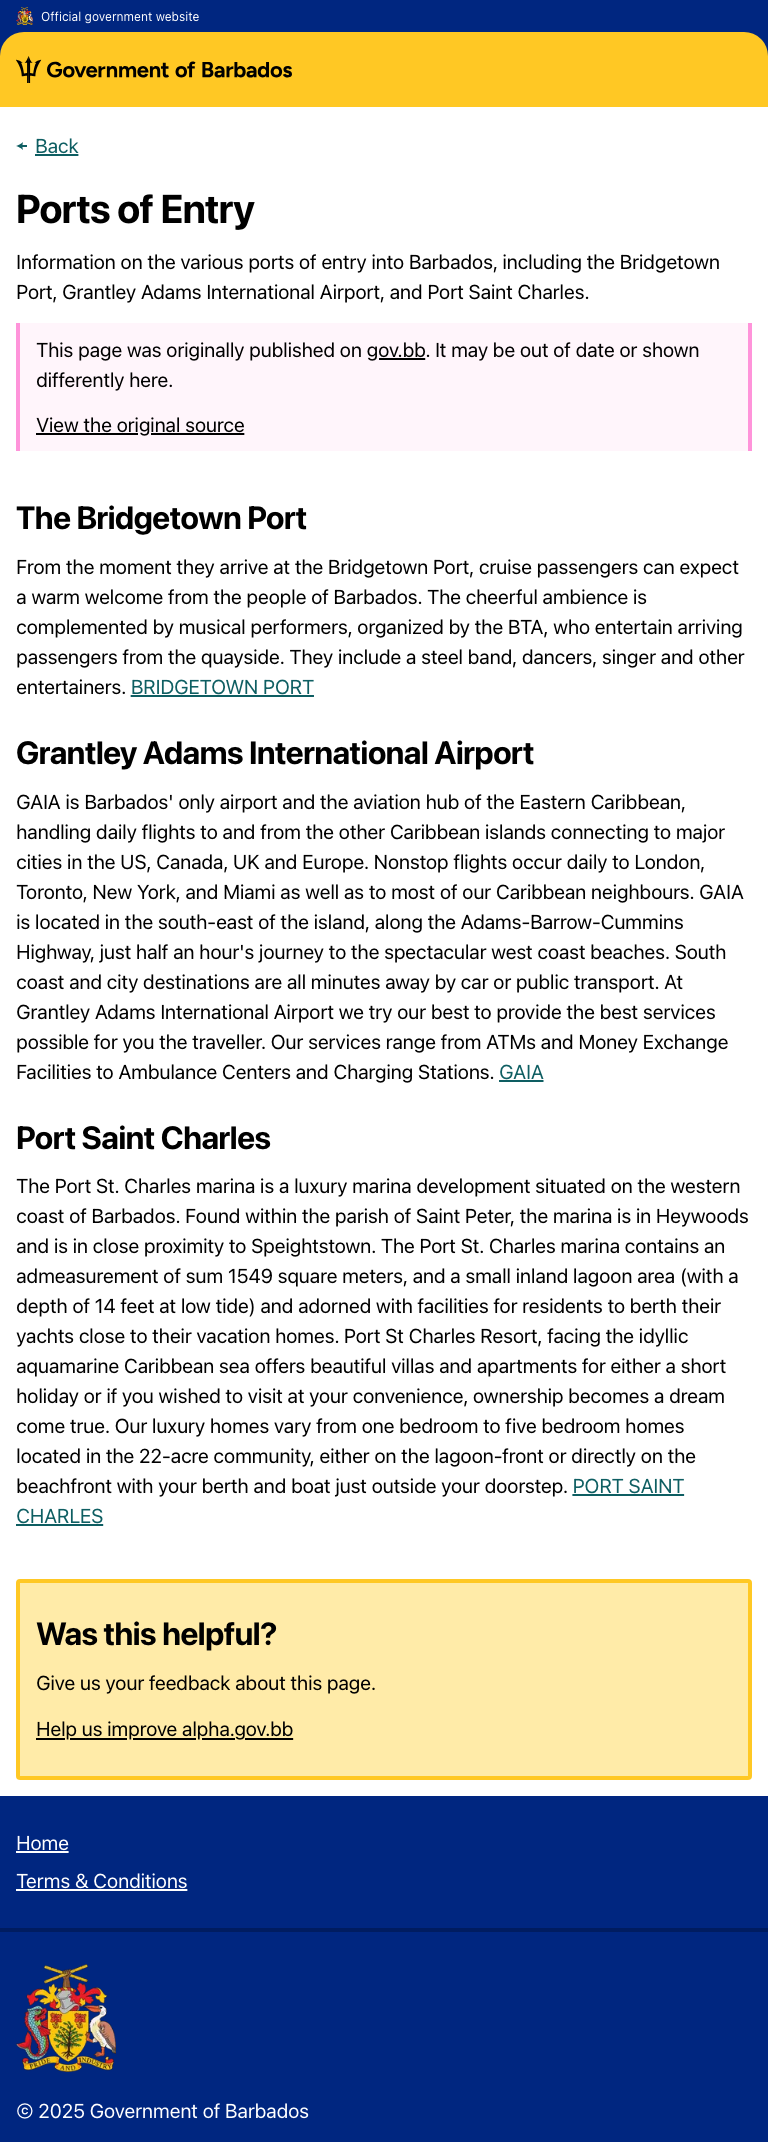 Official government website
Government of Barbados
Back
Ports of Entry
Information on the various ports of entry into Barbados, including the Bridgetown
Port, Grantley Adams International Airport, and Port Saint Charles.
This page was originally published on gov.bb. It may be out of date or shown
differently here.
View the original source
The Bridgetown Port
From the moment they arrive at the Bridgetown Port, cruise passengers can expect
a warm welcome from the people of Barbados. The cheerful ambience is
complemented by musical performers, organized by the BTA, who entertain arriving
passengers from the quayside. They include a steel band, dancers, singer and other
entertainers. BRIDGETOWN PORT
Grantley Adams International Airport
GAIA is Barbados' only airport and the aviation hub of the Eastern Caribbean,
handling daily flights to and from the other Caribbean islands connecting to major
cities in the US, Canada, UK and Europe. Nonstop flights occur daily to London,
Toronto, New York, and Miami as well as to most of our Caribbean neighbours. GAIA
is located in the south-east of the island, along the Adams-Barrow-Cummins
Highway, just half an hour's journey to the spectacular west coast beaches. South
coast and city destinations are all minutes away by car or public transport. At
Grantley Adams International Airport we try our best to provide the best services
possible for you the traveller. Our services range from ATMs and Money Exchange
Facilities to Ambulance Centers and Charging Stations. GAIA
Port Saint Charles
The Port St. Charles marina is a luxury marina development situated on the western
coast of Barbados. Found within the parish of Saint Peter, the marina is in Heywoods
and is in close proximity to Speightstown. The Port St. Charles marina contains an
admeasurement of sum 1549 square meters, and a small inland lagoon area (with a
depth of 14 feet at low tide) and adorned with facilities for residents to berth their
yachts close to their vacation homes. Port St Charles Resort, facing the idyllic
aquamarine Caribbean sea offers beautiful villas and apartments for either a short
holiday or if you wished to visit at your convenience, ownership becomes a dream
come true. Our luxury homes vary from one bedroom to five bedroom homes
located in the 22-acre community, either on the lagoon-front or directly on the
beachfront with your berth and boat just outside your doorstep. PORT SAINT
CHARLES
Was this helpful?
Give us your feedback about this page.
Help us improve alpha.gov.bb
Home
Terms & Conditions
PRIDE AND INDUSTRY
© 2025 Government of Barbados